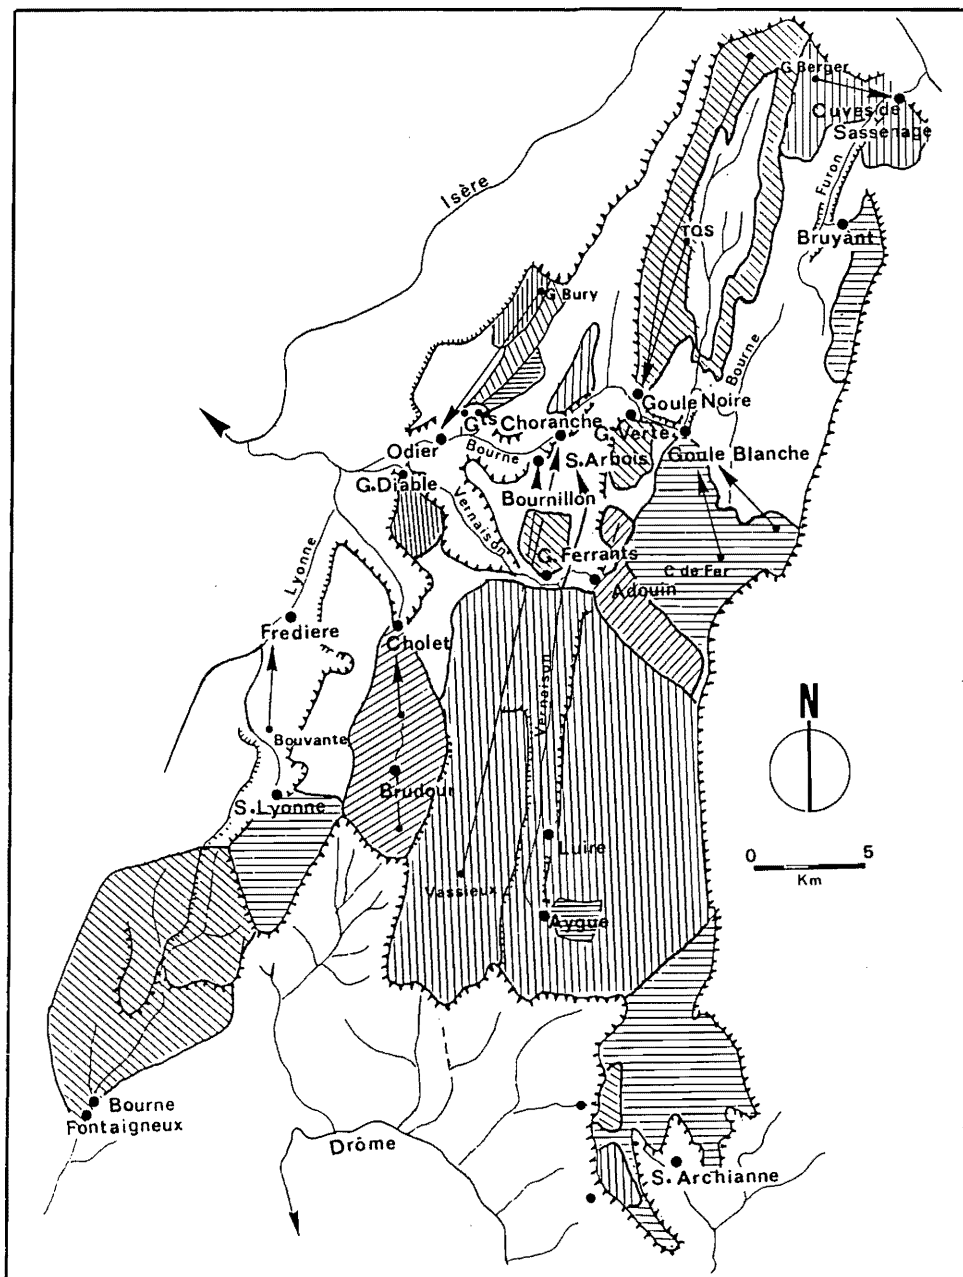 G Berger
Cuves de
Sassenage
Isère
Furon
TQS
Bruyant
G Bury
Bourne
Goule Noire
Gts Choranche
G.Verte
Odier
Bourne
S.Arbois
Goule Blanche
G.Diable
Bournillon
Vernaison
G. Ferrants
C de Fer
Lyonne
Adouin
Frediere
Cholet
Vernaison
N
Bouvante
Brudour
S.Lyonne
Luire
0 5
Km
Vassieux
Aygue
Bourne
Fontaigneux
Drôme
S. Archianne